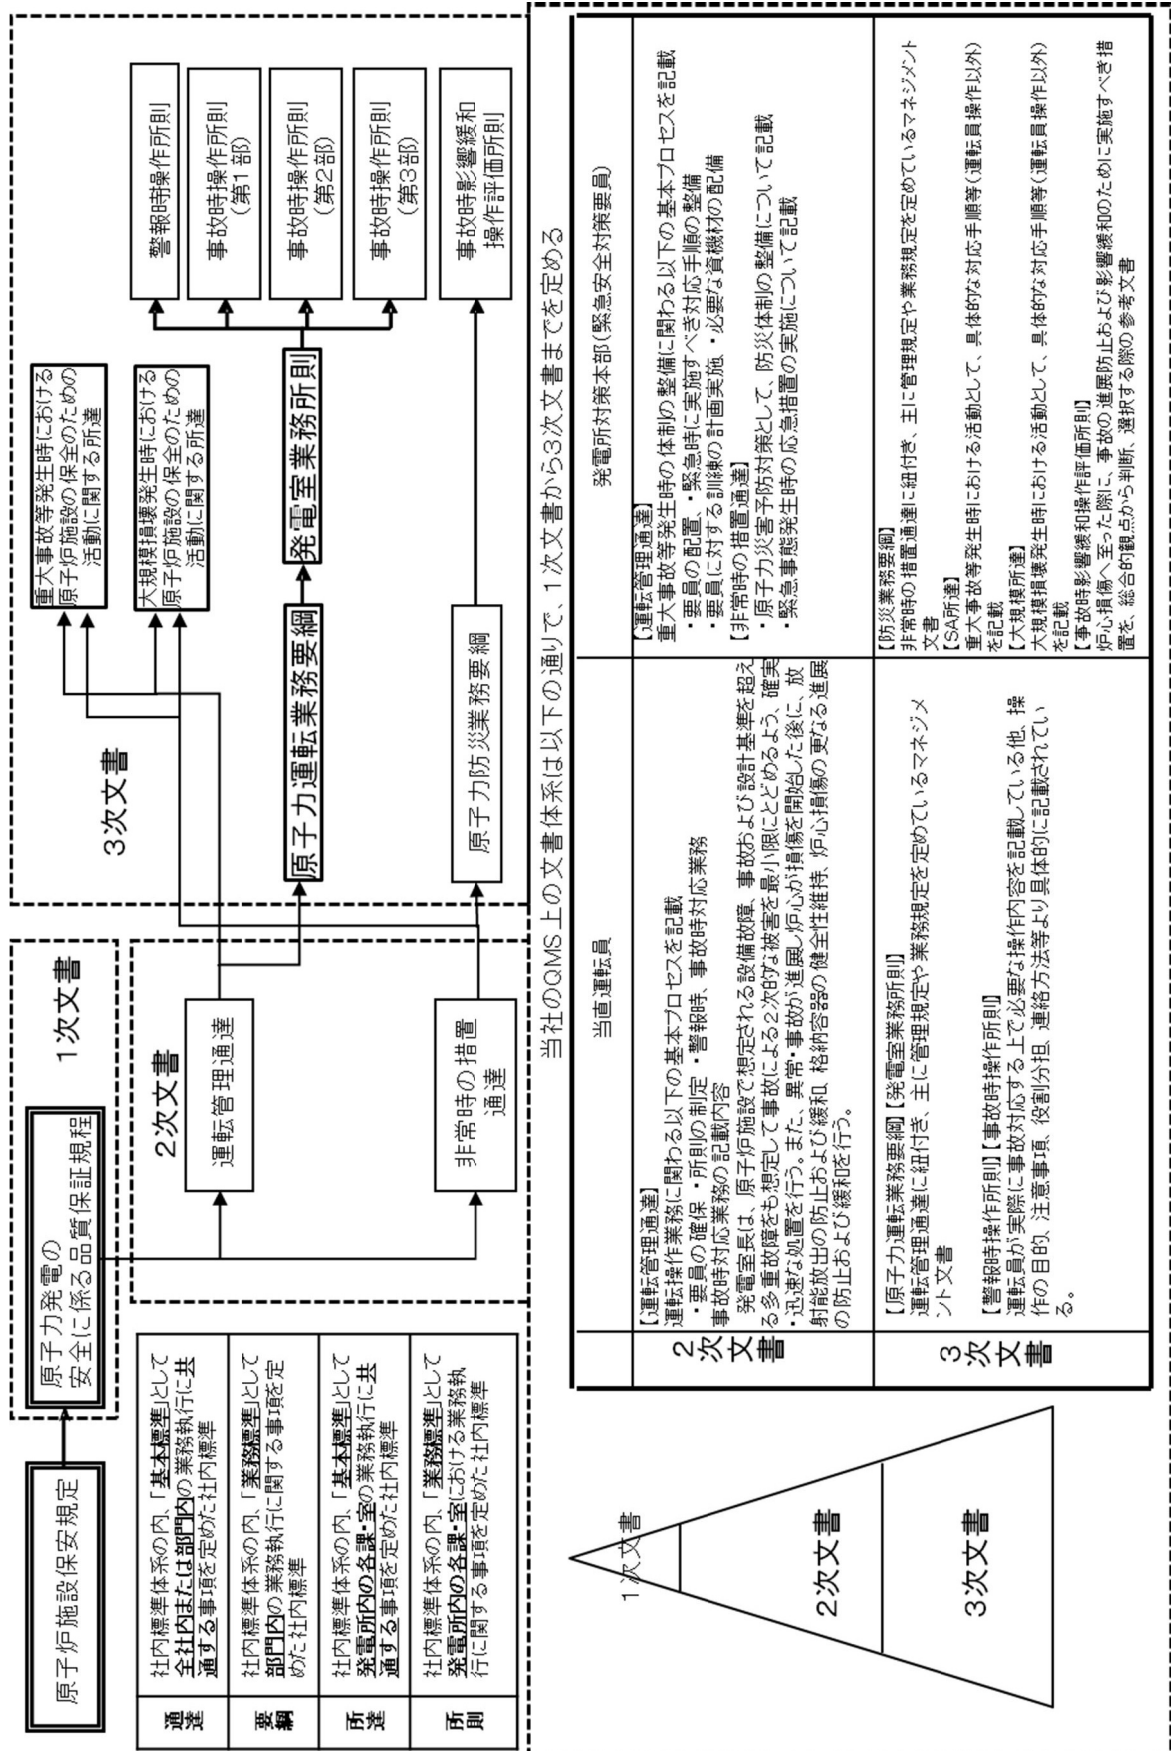 原子炉施設保安規定
原子力発電の
安全に係る品質保証規程
1次文書
2次文書
運転管理通達
非常時の措置
通達
3次文書
重大事故等発生時における
原子炉施設の保全のための
活動に関する所達
大規模損壊発生時における
原子炉施設の保全のための
活動に関する所達
原子力運転業務要綱
発電室業務所則
原子力防災業務要綱
警報時操作所則
事故時操作所則
(第1部)
事故時操作所則
(第2部)
事故時操作所則
(第3部)
事故時影響緩和
操作評価所則
通達
社内標準体系の内、「基本標準」として
全社内または部門内の業務執行に共
通する事項を定めた社内標準
要綱
社内標準体系の内、「業務標準」として
部門内の業務執行に関する事項を定
めた社内標準
所達
社内標準体系の内、「基本標準」として
発電所内の各課・室の業務執行に共
通する事項を定めた社内標準
所則
社内標準体系の内、「業務標準」として
発電所内の各課・室における業務執
行に関する事項を定めた社内標準
当社のQMS上の文書体系は以下の通りで、1次文書から3次文書までを定める
1次文書
2次文書
3次文書
当直運転員
発電所対策本部(緊急安全対策要員)
2次文書
【運転管理通達】
運転操作業務に関わる以下の基本プロセスを記載
・要員の確保 ・所則の制定 ・警報時、事故時対応業務
事故時対応業務の記載内容
発電室長は、原子炉施設で想定される設備故障、事故および設計基準を超え
る多重故障をも想定して事故による2次的な被害を最小限にとどめるよう、確実
・迅速な処置を行う。また、異常・事故が進展し炉心が損傷を開始した後に、放
射能放出の防止および緩和、格納容器の健全性維持、炉心損傷の更なる進展
の防止および緩和を行う。
【運転管理通達】
重大事故等発生時の体制の整備に関わる以下の基本プロセスを記載
・要員の配置、・緊急時に実施すべき対応手順の整備
・要員に対する訓練の計画実施、・必要な資機材の配備
【非常時の措置通達】
・原子力災害予防対策として、防災体制の整備について記載
・緊急事態発生時の応急措置の実施について記載
3次文書
【原子力運転業務要綱】【発電室業務所則】
運転管理通達に紐付き、主に管理規定や業務規定を定めているマネジメ
ント文書
【警報時操作所則】【事故時操作所則】
運転員が実際に事故対応する上で必要な操作内容を記載している他、操
作の目的、注意事項、役割分担、連絡方法等より具体的に記載されてい
る。
【防災業務要綱】
非常時の措置通達に紐付き、主に管理規定や業務規定を定めているマネジメント
文書
【SA所達】
重大事故等発生時における活動として、具体的な対応手順等(運転員操作以外)
を記載
【大規模所達】
大規模損壊発生時における活動として、具体的な対応手順等(運転員操作以外)
を記載
【事故時影響緩和操作評価所則】
炉心損傷へ至った際に、事故の進展防止および影響緩和のために実施すべき措
置を、総合的観点から判断、選択する際の参考文書